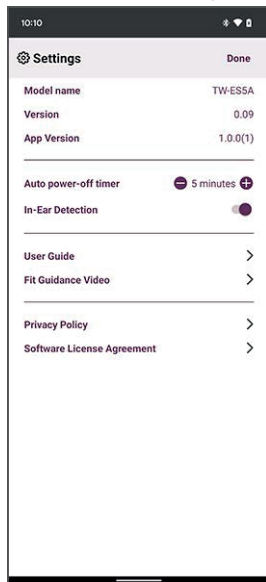 10:10
Settings Done
Model name TW-ES5A
Version 0.09
App Version 1.0.0(1)
Auto power-off timer 5 minutes
In-Ear Detection
User Guide
Fit Guidance Video
Privacy Policy
Software License Agreement